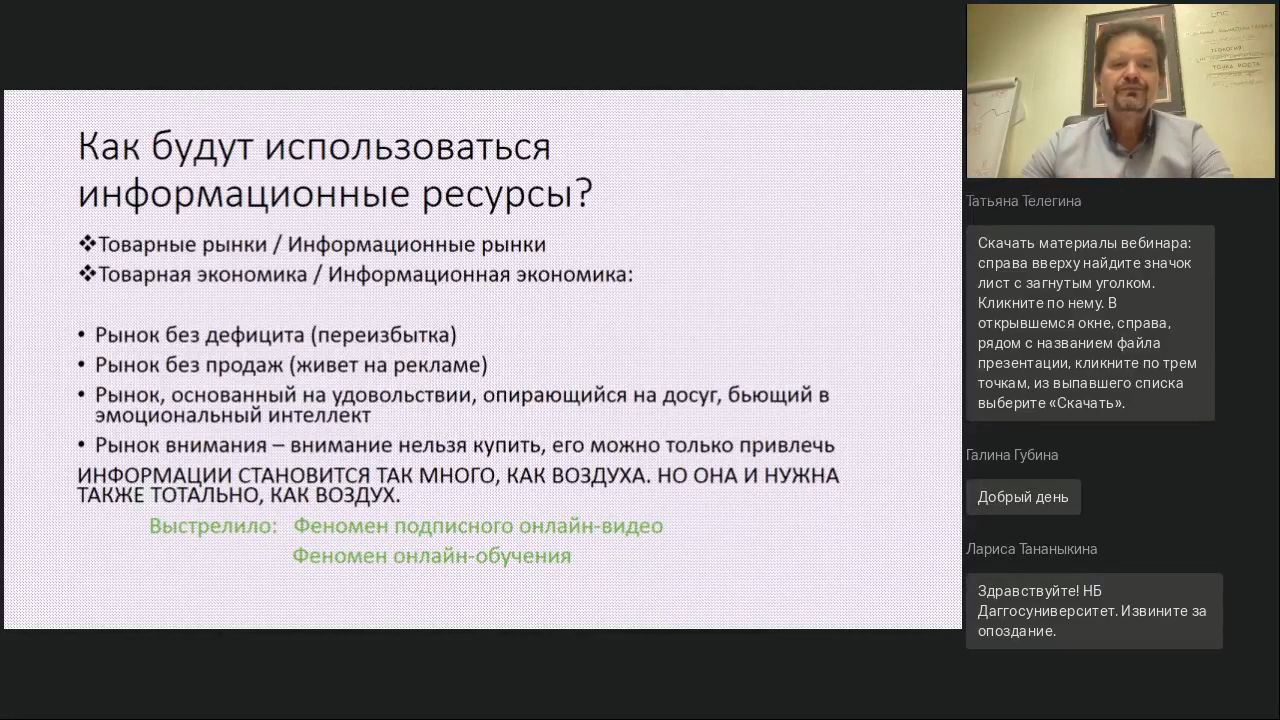 Как будут использоваться
информационные ресурсы?
❖Товарные рынки / Информационные рынки
❖Товарная экономика / Информационная экономика:
• Рынок без дефицита (переизбытка)
• Рынок без продаж (живет на рекламе)
• Рынок, основанный на удовольствии, опирающийся на досуг, бьющий в
эмоциональный интеллект
• Рынок внимания – внимание нельзя купить, его можно только привлечь
ИНФОРМАЦИИ СТАНОВИТСЯ ТАК МНОГО, КАК ВОЗДУХА. НО ОНА И НУЖНА
ТАКЖЕ ТОТАЛЬНО, КАК ВОЗДУХ.
Выстрелило: Феномен подписного онлайн-видео
Феномен онлайн-обучения
СПС
ТЕОЛОГИЯ
ТОЧКА РОСТА
Татьяна Телегина
Скачать материалы вебинара:
справа вверху найдите значок
лист с загнутым уголком.
Кликните по нему. В
открывшемся окне, справа,
рядом с названием файла
презентации, кликните по трем
точкам, из выпавшего списка
выберите «Скачать».
Галина Губина
Добрый день
Лариса Тананыкина
Здравствуйте! НБ
Даггосуниверситет. Извините за
опоздание.